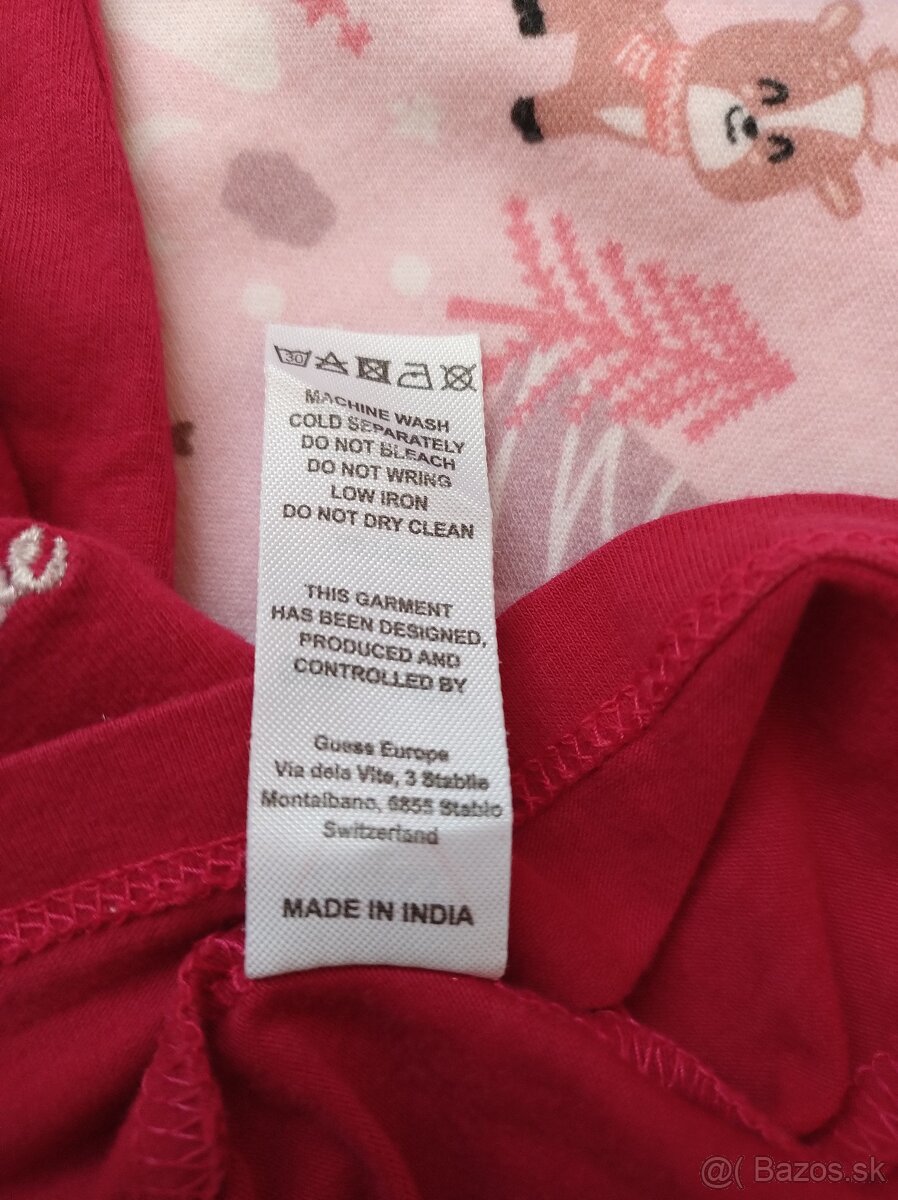 30
MACHINE WASH
COLD SEPARATELY
DO NOT BLEACH
DO NOT WRING
LOW IRON
DO NOT DRY CLEAN
THIS GARMENT
HAS BEEN DESIGNED,
PRODUCED AND
CONTROLLED BY
Guess Europe
Via dela Vite, 3 Stablie
Montalbano, 6855 Stabio
Switzerland
MADE IN INDIA
@( Bazos.sk